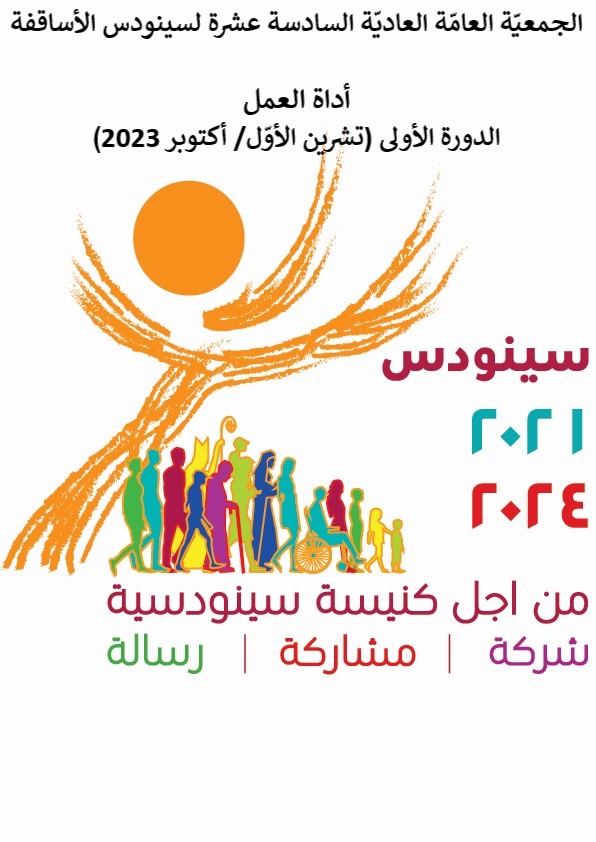 الجمعيّة العامّة العاديّة السادسة عشرة لسينودس الأساقفة
أداة العمل
الدورة الأولى (تشرين الأوّل/ أكتوبر 2023)
سينودس
٢٠٢١
٢٠٢٤
من اجل كنيسة سينودسية
شركة | مشاركة | رسالة